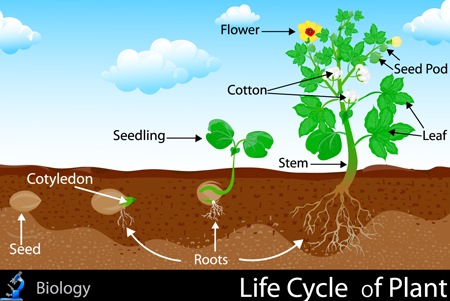 Flower
Seed Pod
Cotton
Seedling
Leaf
Stem
Cotyledon
Seed
Roots
Biology
Life Cycle of Plant